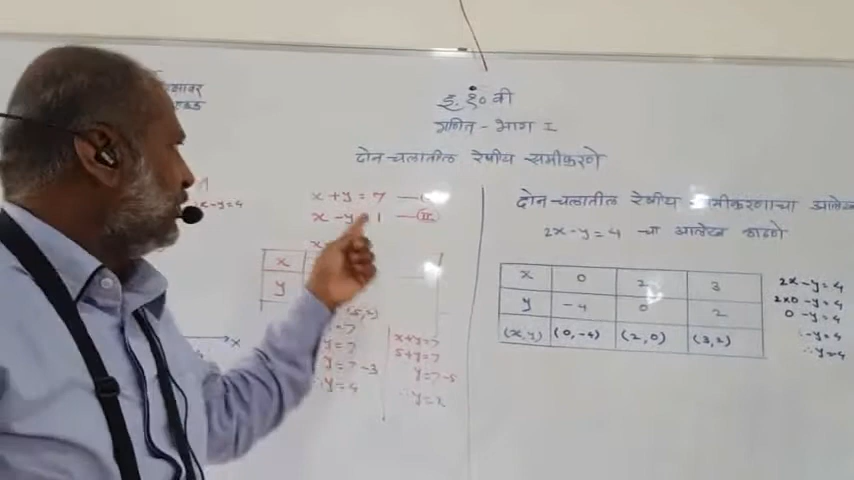 इ. १० वी
गणित - भाग I
दोन चलातील रेषीय समीकरणे
x + y = 7
x - y = 1 — II
x
y
y = 7
y = 7 - 3
∴ y = 4
x + y = 7
5 + y = 7
y = 7 - 5
∴ y = 2
x - y = 4
x
दोन चलातील रेषीय समीकरणाचा आलेख
2x - y = 4 चा आलेख काढणे
x 0 2 3
y -4 0 2
(x, y) (0, -4) (2, 0) (3, 2)
2x - y = 4
2x0 - y = 4
0 - y = 4
∴ -y = 4
∴ y = 4